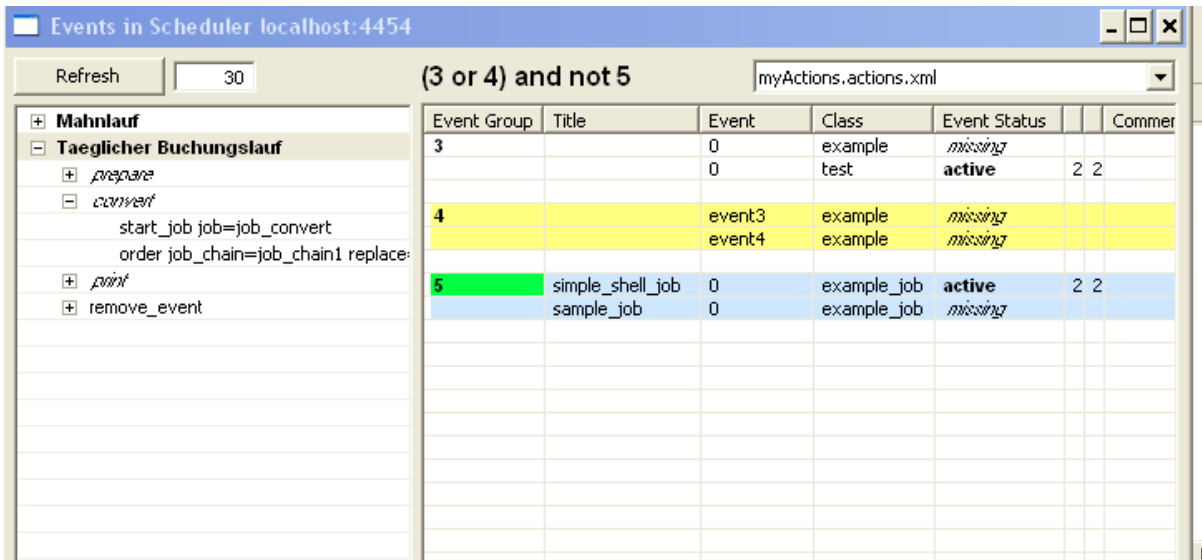 Events in Scheduler localhost:4454
Refresh 30 (3 or 4) and not 5 myActions.actions.xml
Mahnlauf
Taeglicher Buchungslauf
prepare
convert
start_job job=job_convert
order job_chain=job_chain1 replace=
print
remove_event
Event Group Title Event Class Event Status Commer
3 0 example missing
0 test active 2 2
4 event3 example missing
event4 example missing
5 simple_shell_job 0 example_job active 2 2
sample_job 0 example_job missing